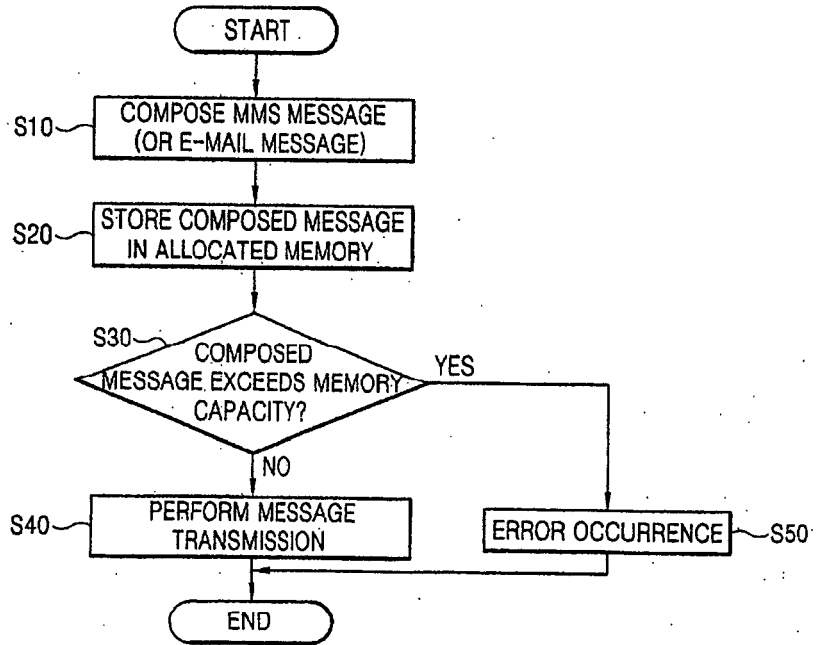 START
S10
COMPOSE MMS MESSAGE
(OR E-MAIL MESSAGE)
S20
STORE COMPOSED MESSAGE
IN ALLOCATED MEMORY
S30
COMPOSED
MESSAGE EXCEEDS MEMORY
CAPACITY?
YES
NO
S40
PERFORM MESSAGE
TRANSMISSION
ERROR OCCURRENCE
S50
END